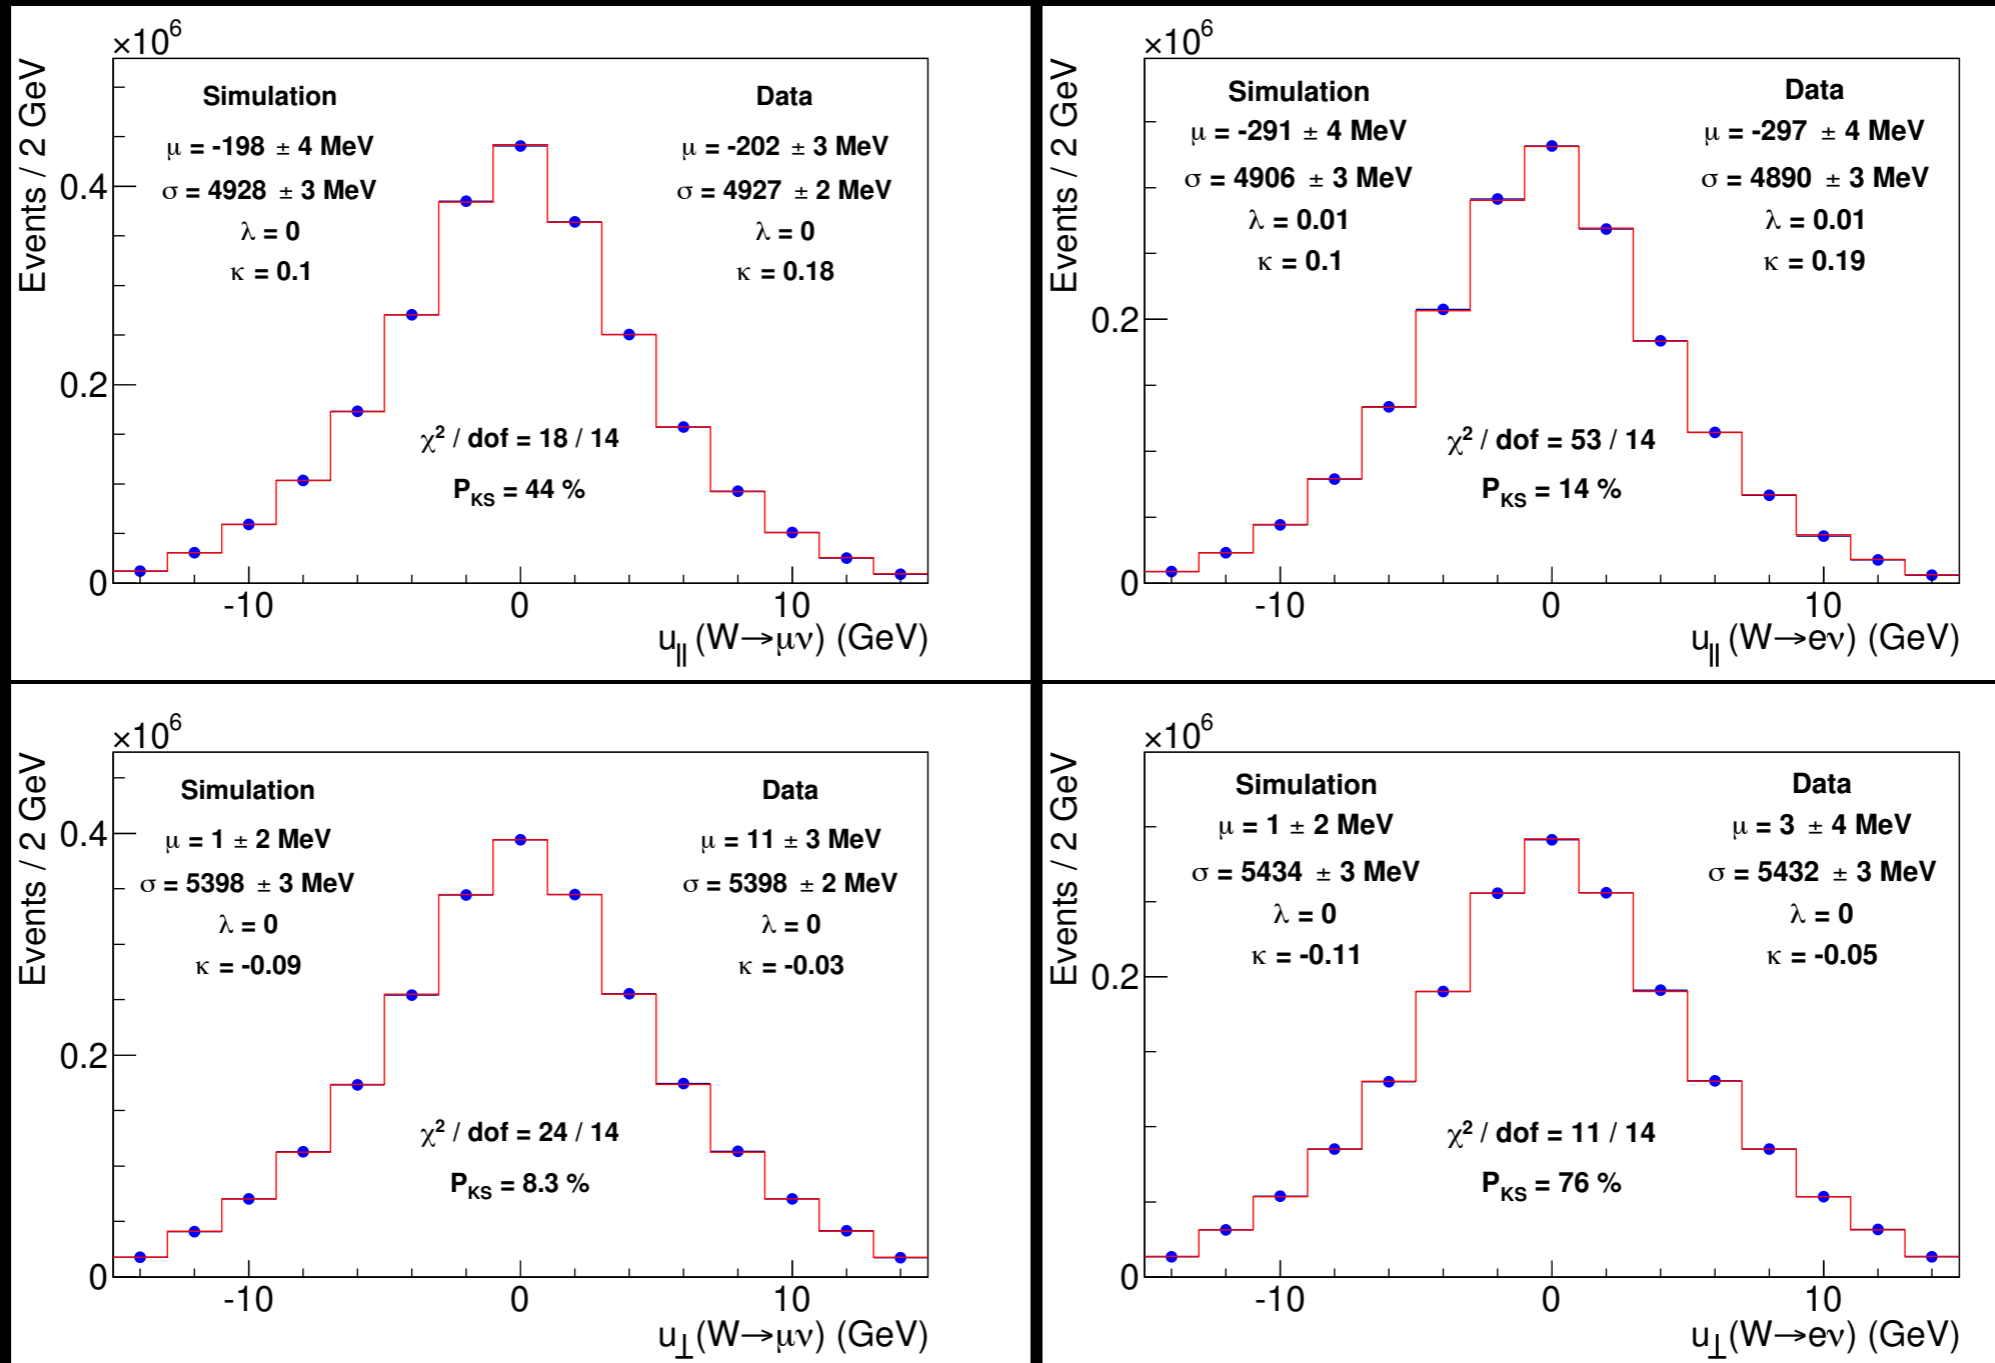 ×10⁶
Events / 2 GeV
Simulation
μ = -198 ± 4 MeV
σ = 4928 ± 3 MeV
λ = 0
κ = 0.1
Data
μ = -202 ± 3 MeV
σ = 4927 ± 2 MeV
λ = 0
κ = 0.18
χ² / dof = 18 / 14
P_KS = 44 %
0.4
0.2
0
-10 0 10
u_|| (W→μν) (GeV)
×10⁶
Events / 2 GeV
Simulation
μ = -291 ± 4 MeV
σ = 4906 ± 3 MeV
λ = 0.01
κ = 0.1
Data
μ = -297 ± 4 MeV
σ = 4890 ± 3 MeV
λ = 0.01
κ = 0.19
χ² / dof = 53 / 14
P_KS = 14 %
0.2
0
-10 0 10
u_|| (W→eν) (GeV)
×10⁶
Events / 2 GeV
Simulation
μ = 1 ± 2 MeV
σ = 5398 ± 3 MeV
λ = 0
κ = -0.09
Data
μ = 11 ± 3 MeV
σ = 5398 ± 2 MeV
λ = 0
κ = -0.03
χ² / dof = 24 / 14
P_KS = 8.3 %
0.4
0.2
0
-10 0 10
u_⊥ (W→μν) (GeV)
×10⁶
Events / 2 GeV
Simulation
μ = 1 ± 2 MeV
σ = 5434 ± 3 MeV
λ = 0
κ = -0.11
Data
μ = 3 ± 4 MeV
σ = 5432 ± 3 MeV
λ = 0
κ = -0.05
χ² / dof = 11 / 14
P_KS = 76 %
0.2
0
-10 0 10
u_⊥ (W→eν) (GeV)